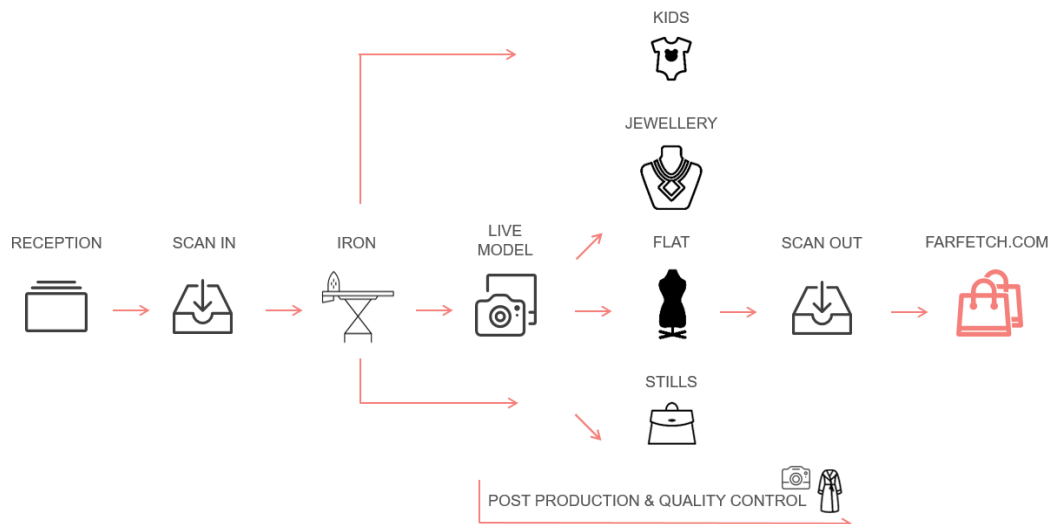 KIDS
JEWELLERY
RECEPTION
SCAN IN
IRON
LIVE
MODEL
FLAT
SCAN OUT
FARFETCH.COM
STILLS
POST PRODUCTION & QUALITY CONTROL